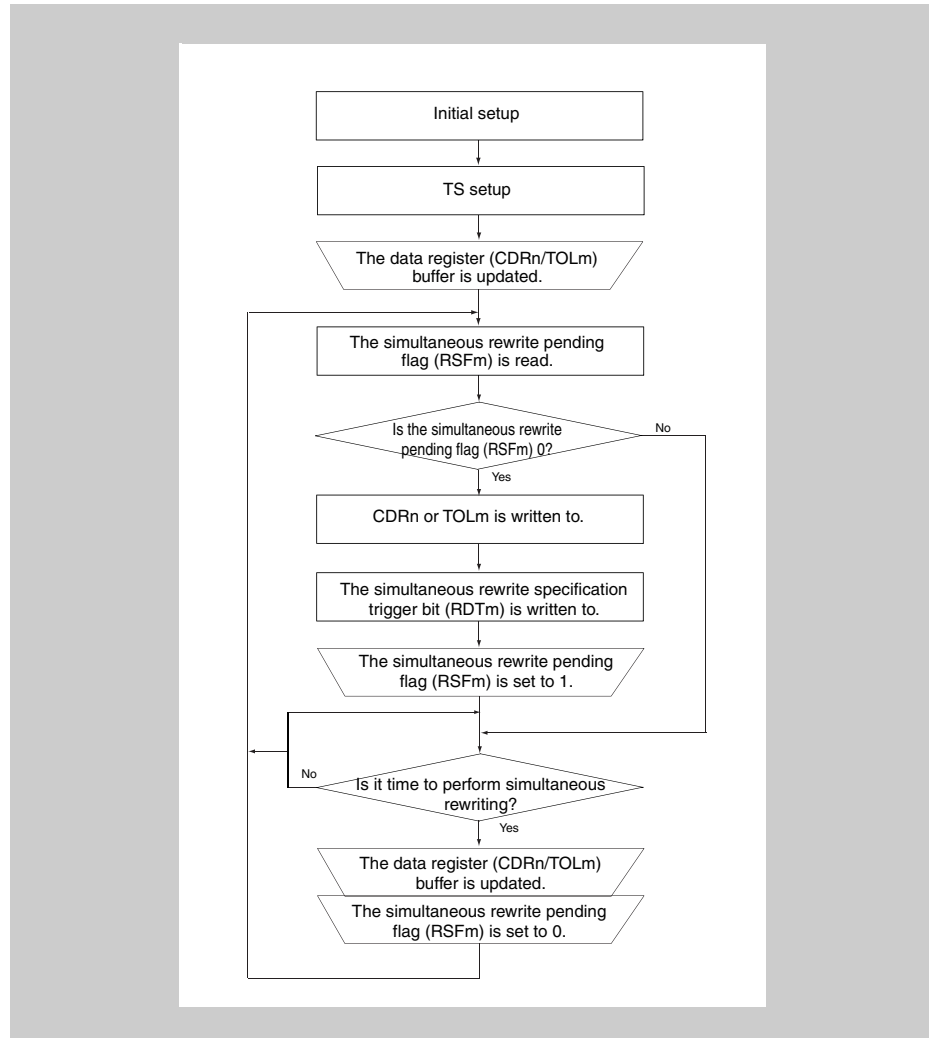 Initial setup
TS setup
The data register (CDRn/TOLm)
buffer is updated.
The simultaneous rewrite pending
flag (RSFm) is read.
Is the simultaneous rewrite
pending flag (RSFm) 0?
No
Yes
CDRn or TOLm is written to.
The simultaneous rewrite specification
trigger bit (RDTm) is written to.
The simultaneous rewrite pending
flag (RSFm) is set to 1.
No
Is it time to perform simultaneous
rewriting?
Yes
The data register (CDRn/TOLm)
buffer is updated.
The simultaneous rewrite pending
flag (RSFm) is set to 0.